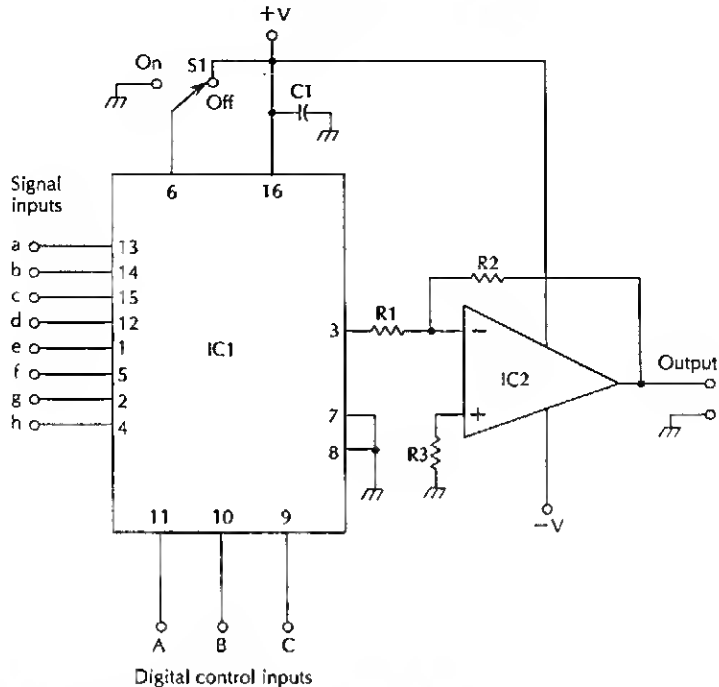 +V
On
S1
Off
C1
6
16
Signal
inputs
a
13
b
14
c
15
d
12
e
1
f
5
g
2
h
4
IC1
3
7
8
11
10
9
R1
R2
R3
−
+
IC2
Output
−V
A
B
C
Digital control inputs